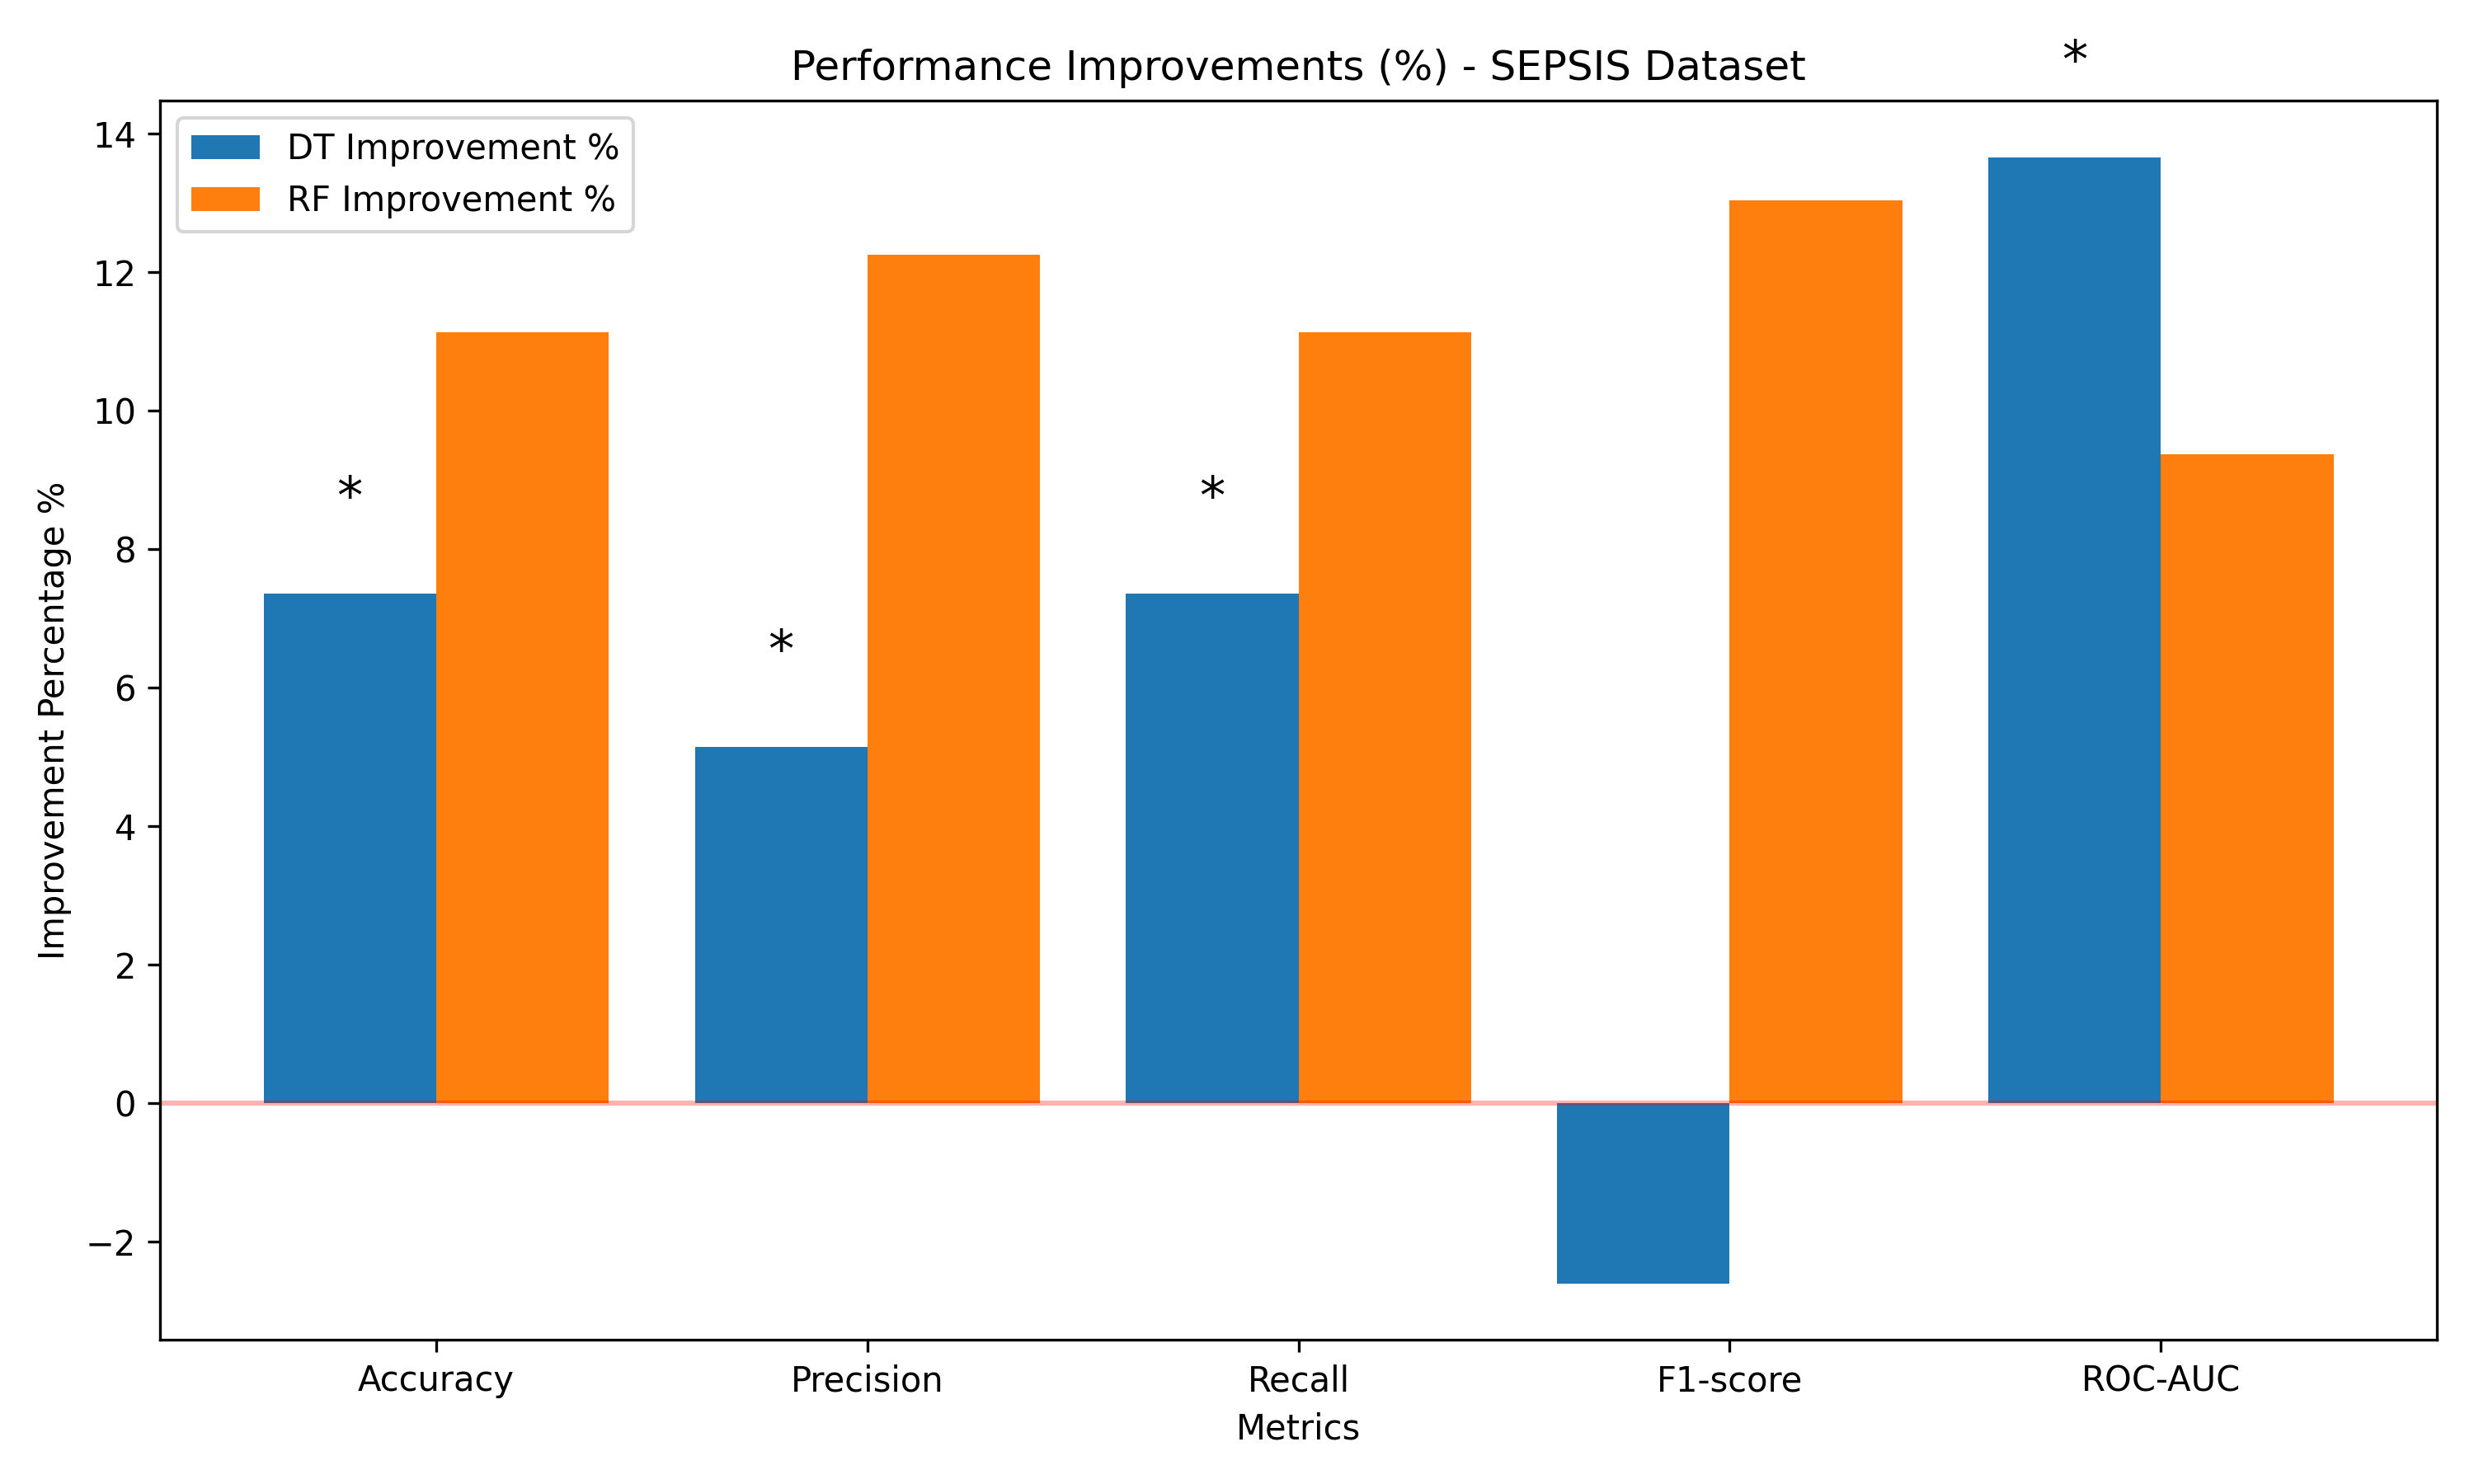 Performance Improvements (%) - SEPSIS Dataset
*
DT Improvement %
RF Improvement %
14
12
10
8
6
4
2
0
−2
Improvement Percentage %
*
*
*
Accuracy
Precision
Recall
F1-score
ROC-AUC
Metrics